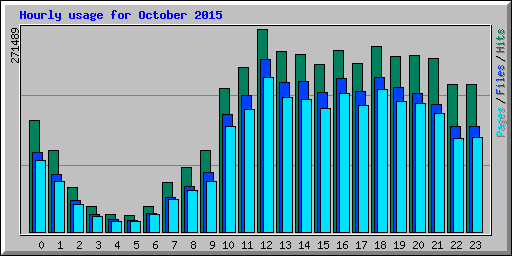 Hourly usage for October 2015
271489
Pages/Files/Hits
0 1 2 3 4 5 6 7 8 9 10 11 12 13 14 15 16 17 18 19 20 21 22 23